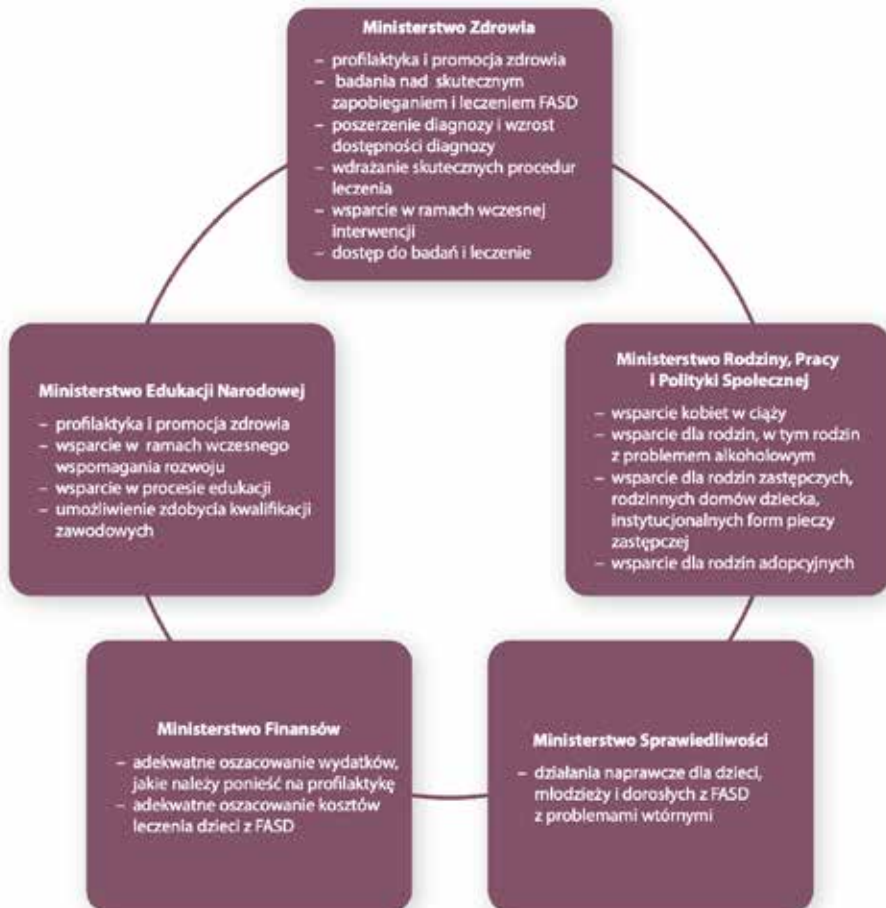 Ministerstwo Zdrowia
– profilaktyka i promocja zdrowia
– badania nad skutecznym
zapobieganiem i leczeniem FASD
– poszerzenie diagnozy i wzrost
dostępności diagnozy
– wdrażanie skutecznych procedur
leczenia
– wsparcie w ramach wczesnej
interwencji
– dostęp do badań i leczenie
Ministerstwo Rodziny, Pracy
i Polityki Społecznej
– wsparcie kobiet w ciąży
– wsparcie dla rodzin, w tym rodzin
z problemem alkoholowym
– wsparcie dla rodzin zastępczych,
rodzinnych domów dziecka,
instytucjonalnych form pieczy
zastępczej
– wsparcie dla rodzin adopcyjnych
Ministerstwo Sprawiedliwości
– działania naprawcze dla dzieci,
młodzieży i dorosłych z FASD
z problemami wtórnymi
Ministerstwo Finansów
– adekwatne oszacowanie wydatków,
jakie należy ponieść na profilaktykę
– adekwatne oszacowanie kosztów
leczenia dzieci z FASD
Ministerstwo Edukacji Narodowej
– profilaktyka i promocja zdrowia
– wsparcie w ramach wczesnego
wspomagania rozwoju
– wsparcie w procesie edukacji
– umożliwienie zdobycia kwalifikacji
zawodowych